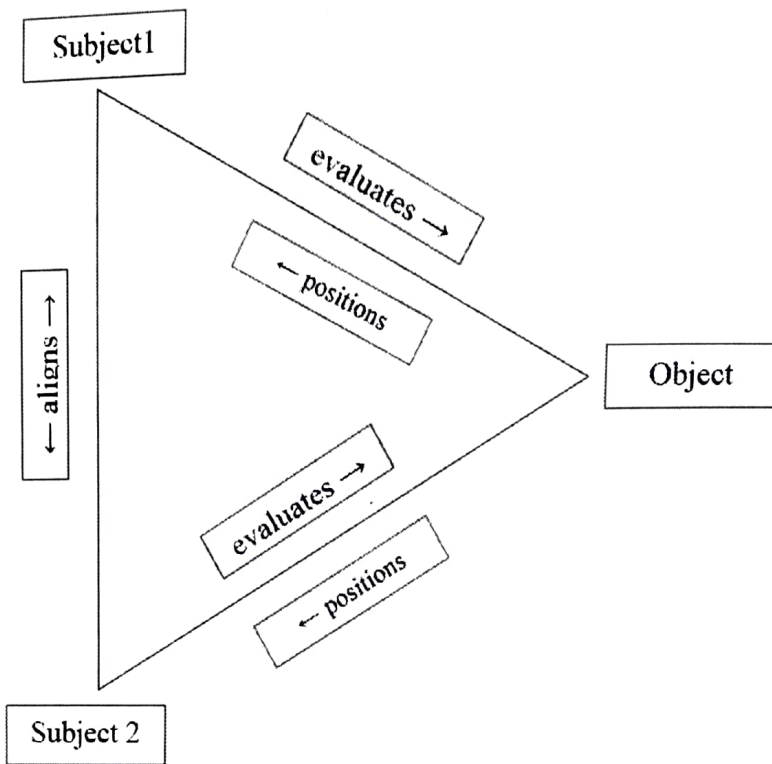 Subject1
evaluates →
← positions
← aligns →
Object
evaluates →
← positions
Subject 2